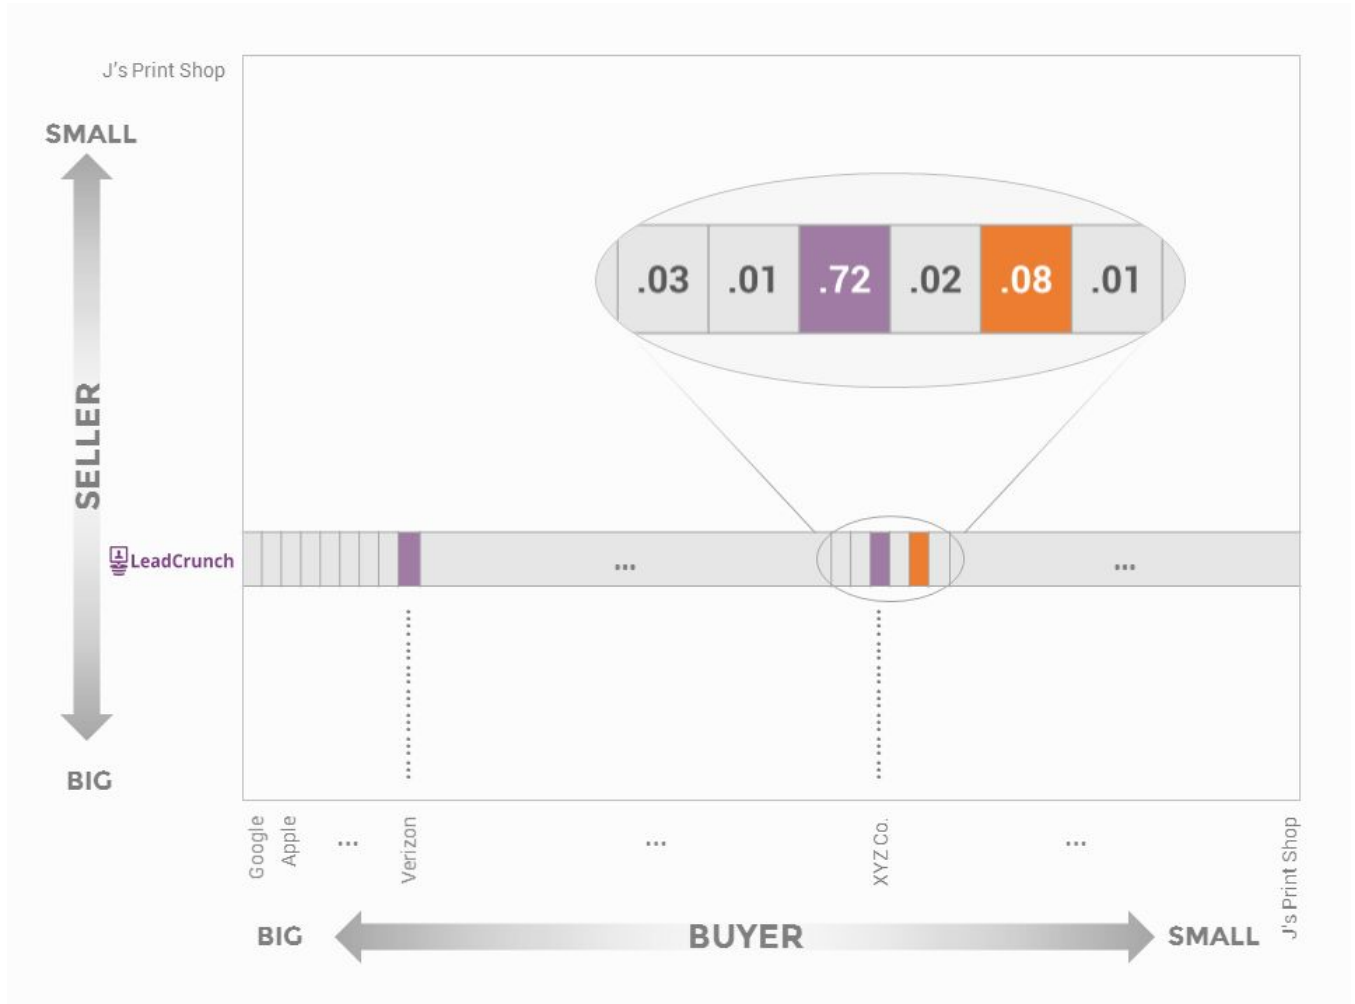 J's Print Shop
SMALL
SELLER
BIG
.03 .01 .72 .02 .08 .01
LeadCrunch
...
...
Google
Apple
...
Verizon
...
XYZ Co.
...
J's Print Shop
BIG
BUYER
SMALL